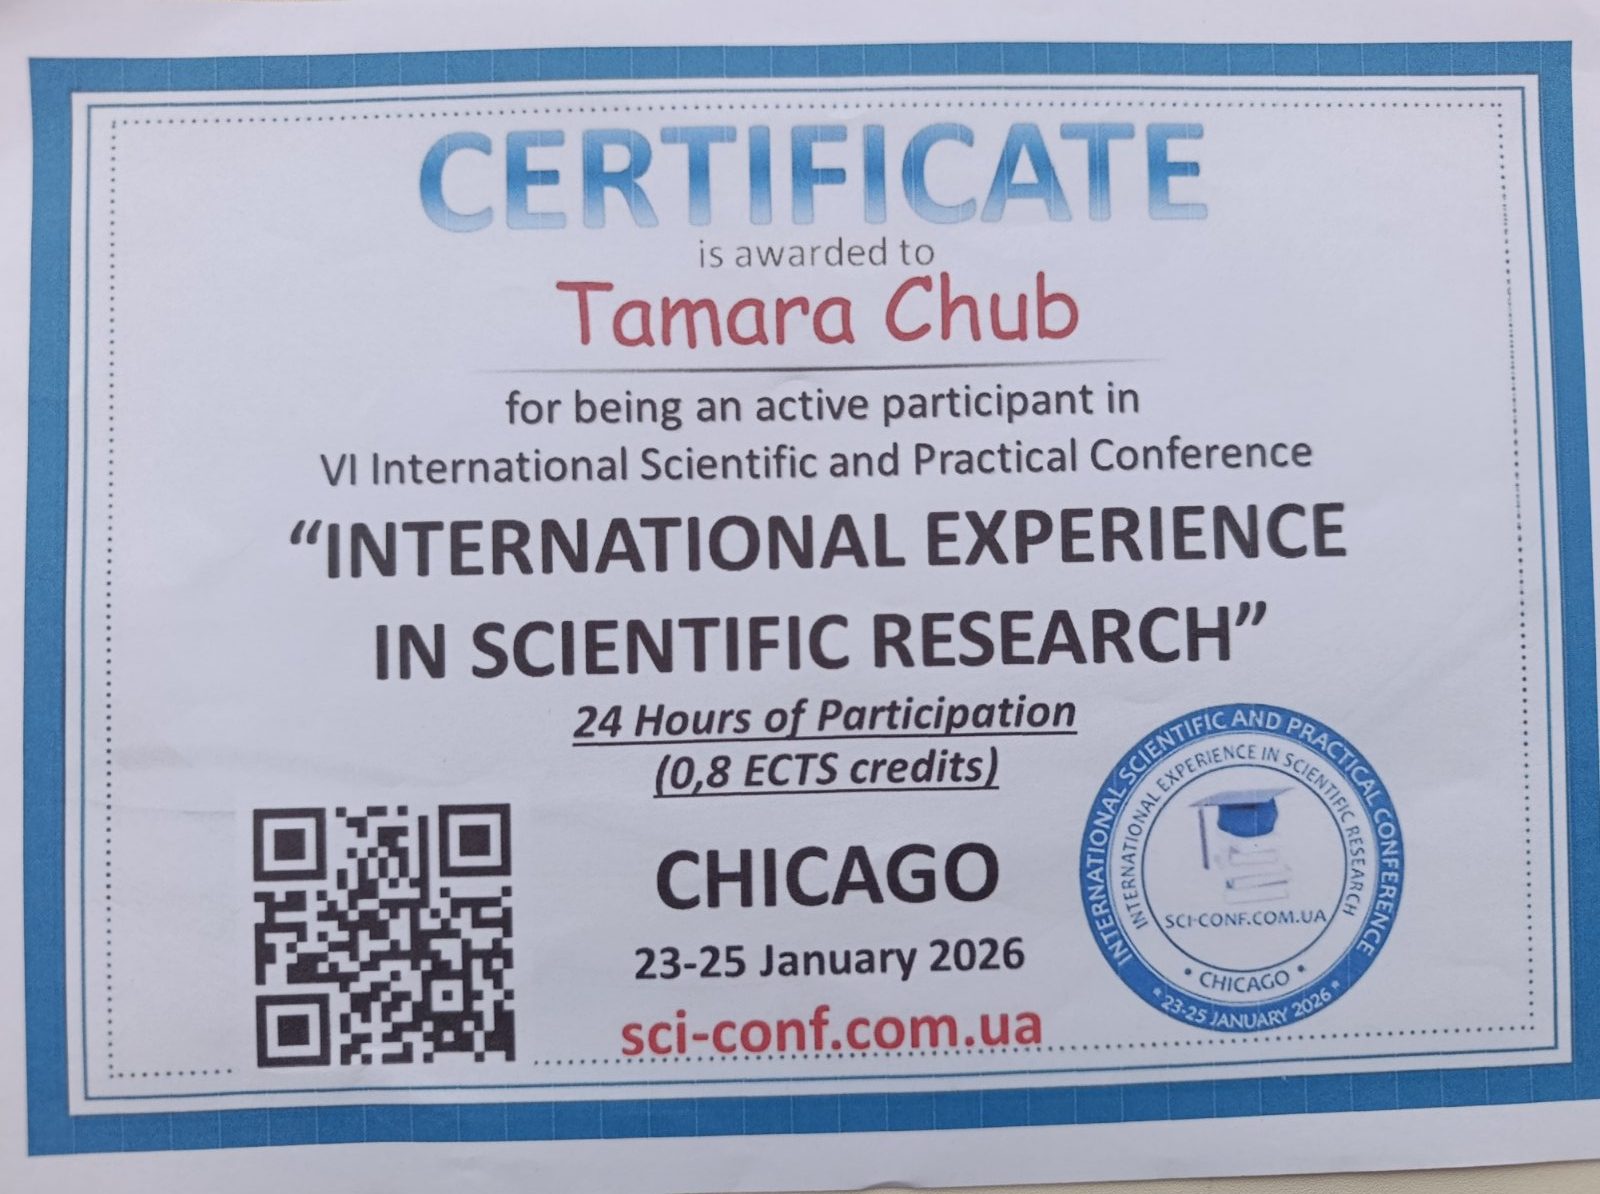 CERTIFICATE
is awarded to
Tamara Chub
for being an active participant in
VI International Scientific and Practical Conference
“INTERNATIONAL EXPERIENCE
IN SCIENTIFIC RESEARCH”
24 Hours of Participation
(0,8 ECTS credits)
CHICAGO
23-25 January 2026
sci-conf.com.ua
INTERNATIONAL SCIENTIFIC AND PRACTICAL CONFERENCE
INTERNATIONAL EXPERIENCE IN SCIENTIFIC RESEARCH
SCI-CONF.COM.UA
• CHICAGO •
* 23-25 JANUARY 2026 *